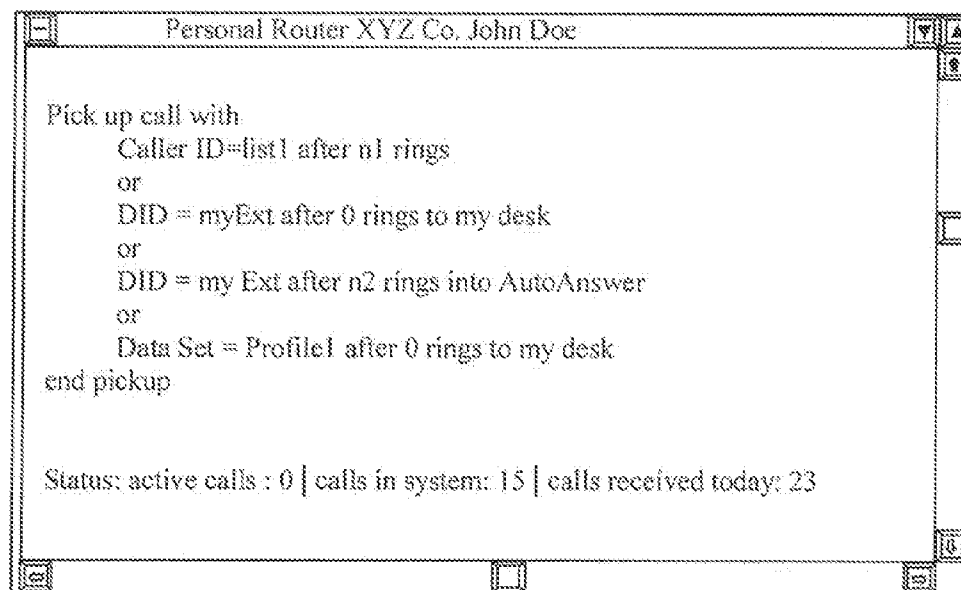 Personal Router XYZ Co. John Doe
Pick up call with
Caller ID=list1 after n1 rings
or
DID = myExt after 0 rings to my desk
or
DID = my Ext after n2 rings into AutoAnswer
or
Data Set = Profile1 after 0 rings to my desk
end pickup
Status: active calls : 0 | calls in system: 15 | calls received today: 23